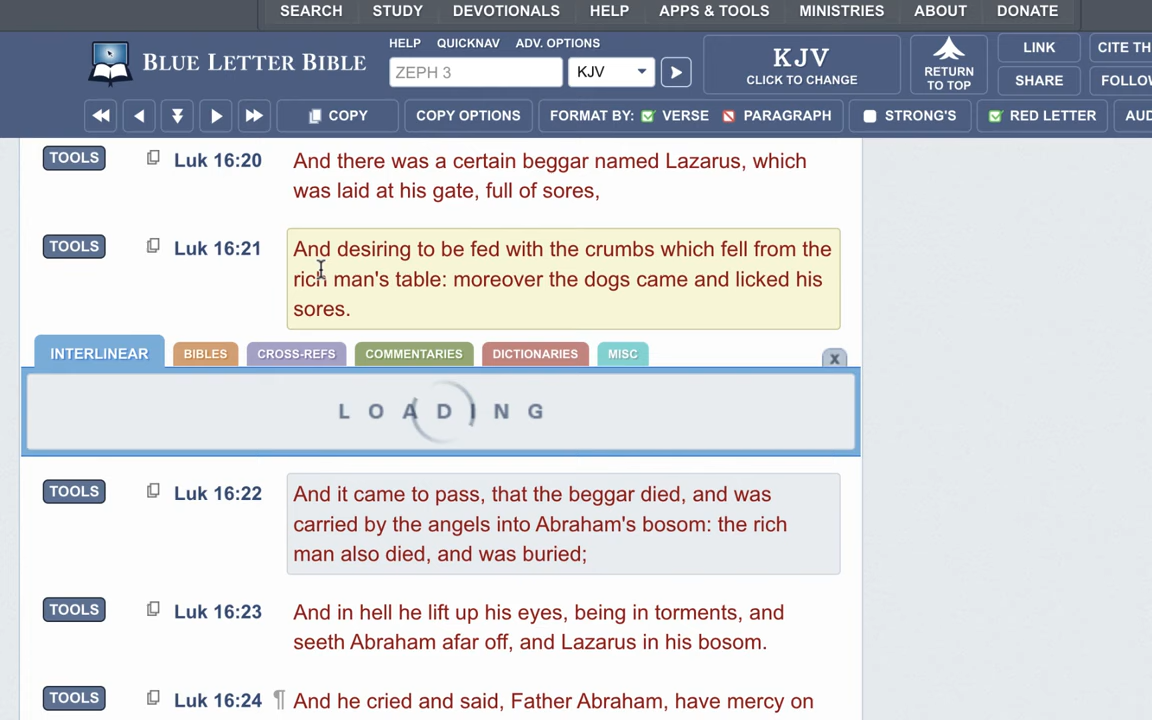 SEARCH STUDY DEVOTIONALS HELP APPS & TOOLS MINISTRIES ABOUT DONATE
BLUE LETTER BIBLE
HELP QUICKNAV ADV. OPTIONS
ZEPH 3 KJV
KJV
CLICK TO CHANGE
RETURN
TO TOP
LINK CITE TH
SHARE FOLLOW
COPY COPY OPTIONS FORMAT BY: VERSE PARAGRAPH STRONG'S RED LETTER AUD
TOOLS Luk 16:20 And there was a certain beggar named Lazarus, which
was laid at his gate, full of sores,
TOOLS Luk 16:21 And desiring to be fed with the crumbs which fell from the
rich man's table: moreover the dogs came and licked his
sores.
INTERLINEAR BIBLES CROSS-REFS COMMENTARIES DICTIONARIES MISC x
LOADING
TOOLS Luk 16:22 And it came to pass, that the beggar died, and was
carried by the angels into Abraham's bosom: the rich
man also died, and was buried;
TOOLS Luk 16:23 And in hell he lift up his eyes, being in torments, and
seeth Abraham afar off, and Lazarus in his bosom.
TOOLS Luk 16:24 ¶ And he cried and said, Father Abraham, have mercy on